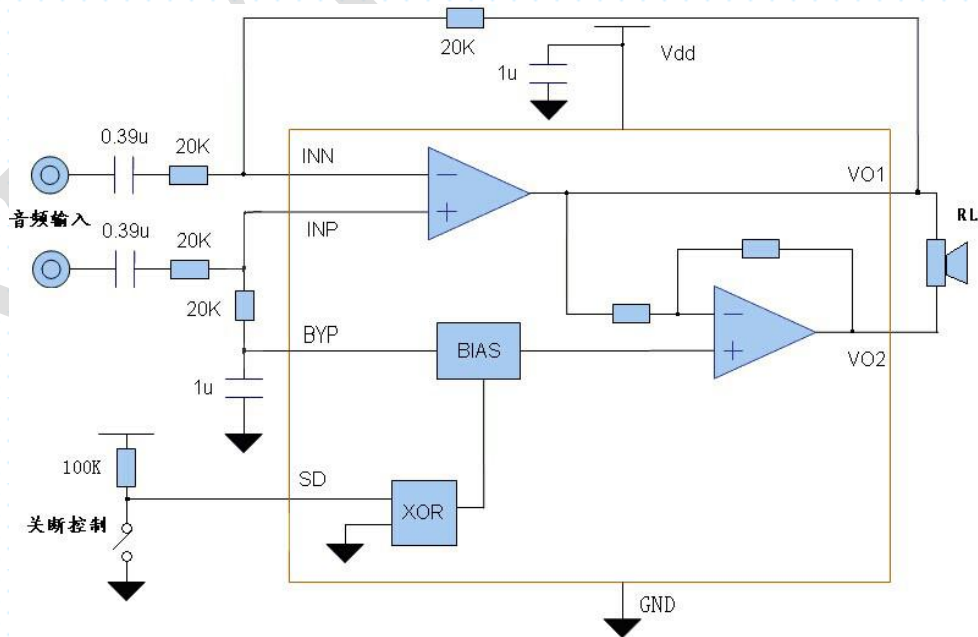 20K
Vdd
1u
0.39u
20K
INN
VO1
音频输入
INP
RL
0.39u
20K
20K
BYP
BIAS
VO2
1u
100K
SD
XOR
关断控制
GND